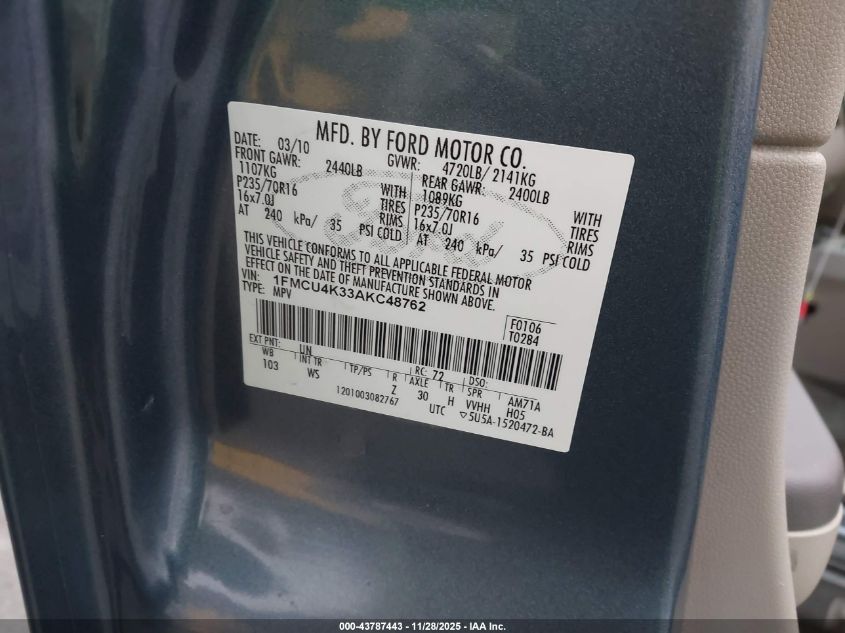 MFD. BY FORD MOTOR CO.
DATE: 03/10 GVWR: 4720LB/ 2141KG
FRONT GAWR: 2440LB REAR GAWR: 2400LB
1107KG WITH 1089KG WITH
P235/70R16 TIRES P235/70R16 TIRES
16x7.0J RIMS 16x7.0J RIMS
AT 240 kPa/ 35 PSI COLD AT 240 kPa/ 35 PSI COLD
Ford
THIS VEHICLE CONFORMS TO ALL APPLICABLE FEDERAL MOTOR
VEHICLE SAFETY AND THEFT PREVENTION STANDARDS IN
EFFECT ON THE DATE OF MANUFACTURE SHOWN ABOVE.
VIN: 1FMCU4K33AKC48762
TYPE: MPV
F0106
T0284
EXT PNT: UN RC: 72 DSO:
WB INT TR TP/PS R AXLE TR SPR AM71A
103 WS Z 30 H VVHH H05
1201003082767 UTC ▽5U5A-1520472-BA
000-43787443 — 11/28/2025 — IAA Inc.